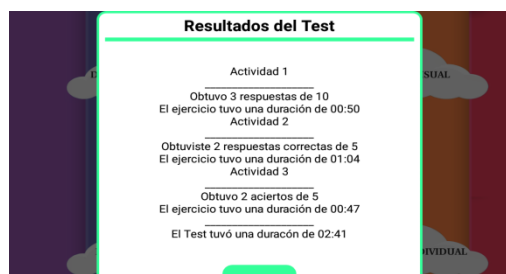 Resultados del Test
Actividad 1
Obtuvo 3 respuestas de 10
El ejercicio tuvo una duración de 00:50
Actividad 2
Obtuviste 2 respuestas correctas de 5
El ejercicio tuvo una duración de 01:04
Actividad 3
Obtuvo 2 aciertos de 5
El ejercicio tuvo una duración de 00:47
El Test tuvó una duracón de 02:41